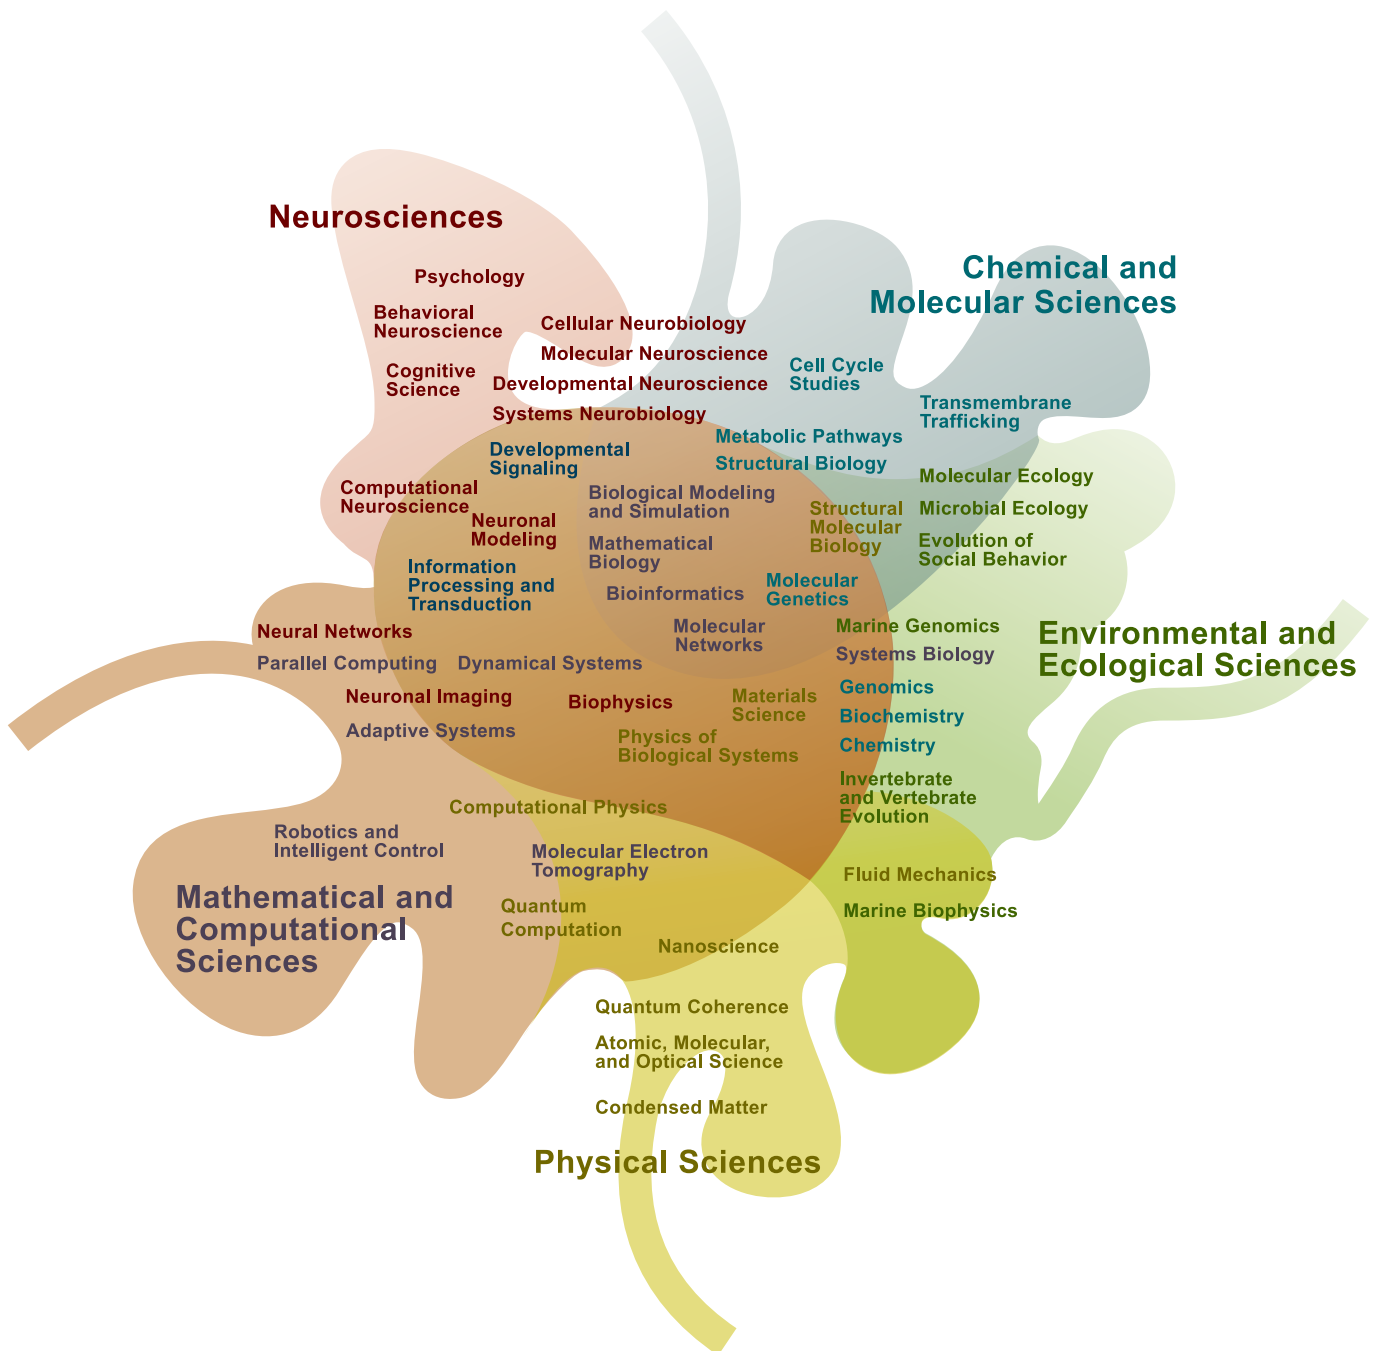 Neurosciences
Psychology
Behavioral
Neuroscience
Cognitive
Science
Cellular Neurobiology
Molecular Neuroscience
Developmental Neuroscience
Systems Neurobiology
Chemical and
Molecular Sciences
Cell Cycle
Studies
Transmembrane
Trafficking
Metabolic Pathways
Structural Biology
Developmental
Signaling
Computational
Neuroscience
Neuronal
Modeling
Biological Modeling
and Simulation
Mathematical
Biology
Bioinformatics
Structural
Molecular
Biology
Molecular
Genetics
Molecular
Networks
Molecular Ecology
Microbial Ecology
Evolution of
Social Behavior
Information
Processing and
Transduction
Neural Networks
Parallel Computing
Dynamical Systems
Neuronal Imaging
Adaptive Systems
Biophysics
Materials
Science
Physics of
Biological Systems
Marine Genomics
Systems Biology
Genomics
Biochemistry
Chemistry
Invertebrate
and Vertebrate
Evolution
Environmental and
Ecological Sciences
Computational Physics
Robotics and
Intelligent Control
Molecular Electron
Tomography
Mathematical and
Computational
Sciences
Quantum
Computation
Nanoscience
Fluid Mechanics
Marine Biophysics
Quantum Coherence
Atomic, Molecular,
and Optical Science
Condensed Matter
Physical Sciences